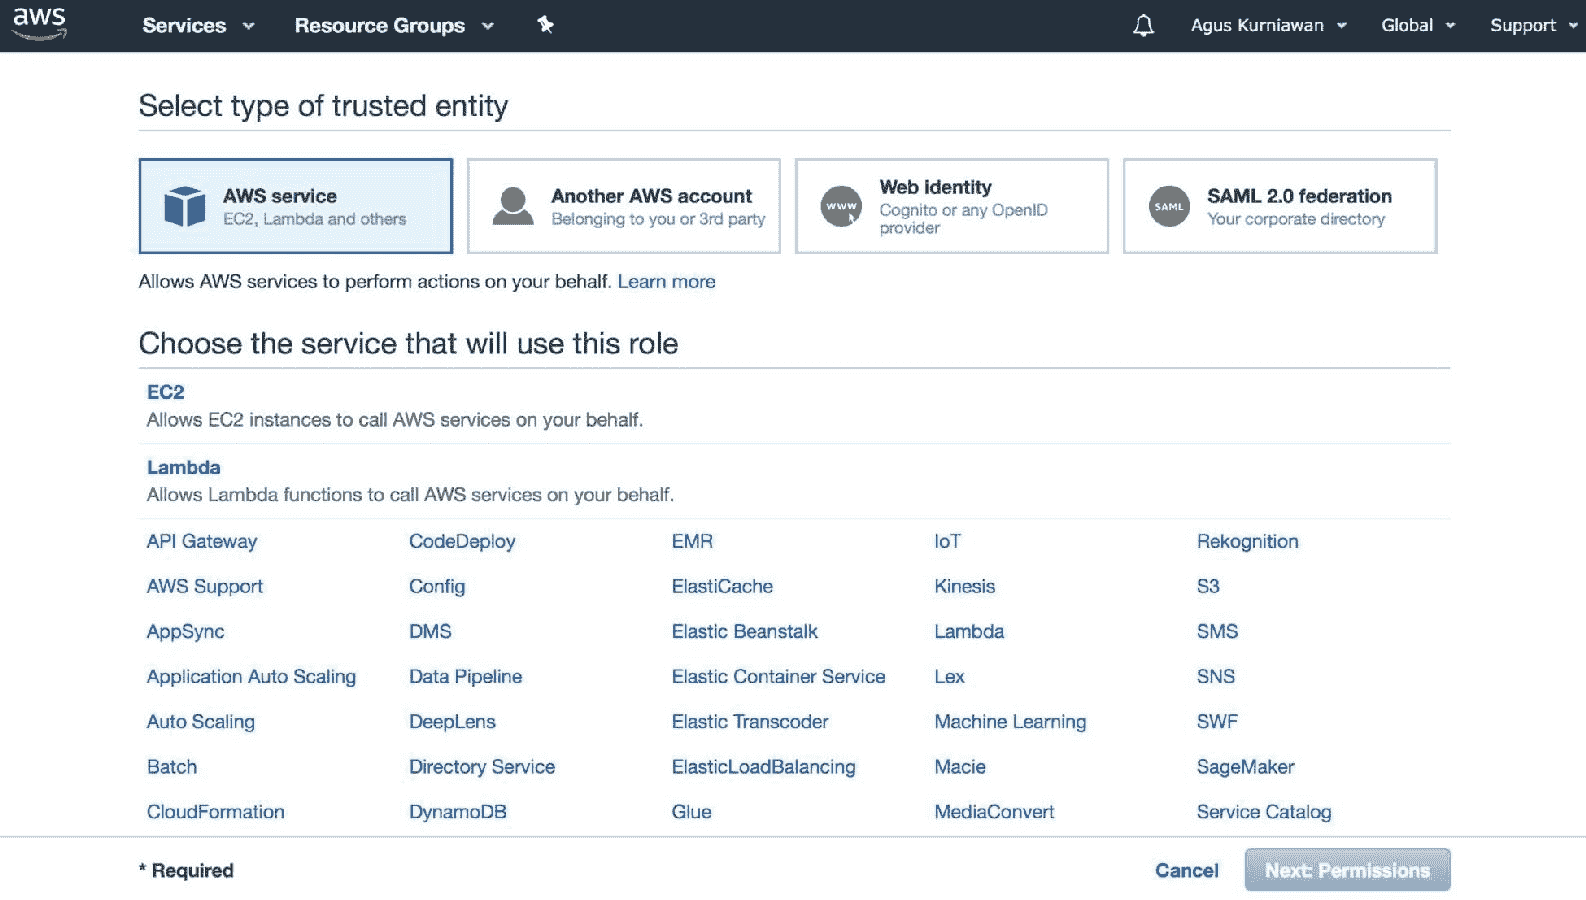 aws Services Resource Groups Agus Kurniawan Global Support
Select type of trusted entity
AWS service
EC2, Lambda and others
Another AWS account
Belonging to you or 3rd party
www
Web identity
Cognito or any OpenID
provider
SAML
SAML 2.0 federation
Your corporate directory
Allows AWS services to perform actions on your behalf. Learn more
Choose the service that will use this role
EC2
Allows EC2 instances to call AWS services on your behalf.
Lambda
Allows Lambda functions to call AWS services on your behalf.
API Gateway CodeDeploy EMR IoT Rekognition
AWS Support Config ElastiCache Kinesis S3
AppSync DMS Elastic Beanstalk Lambda SMS
Application Auto Scaling Data Pipeline Elastic Container Service Lex SNS
Auto Scaling DeepLens Elastic Transcoder Machine Learning SWF
Batch Directory Service ElasticLoadBalancing Macie SageMaker
CloudFormation DynamoDB Glue MediaConvert Service Catalog
* Required Cancel Next: Permissions